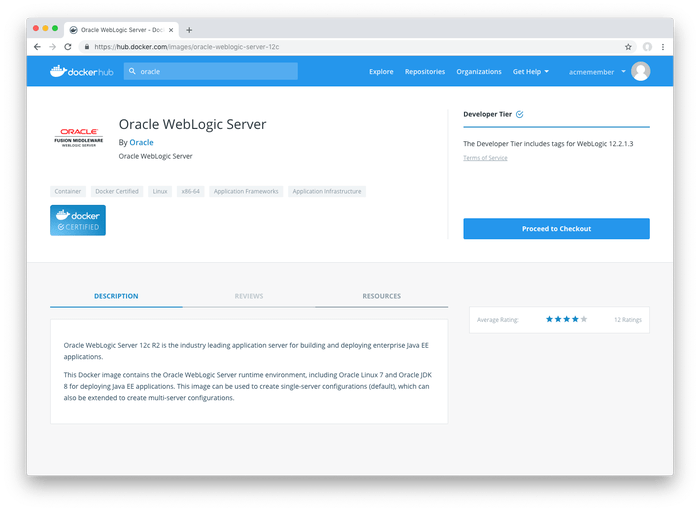 Oracle WebLogic Server - Doc
https://hub.docker.com/images/oracle-weblogic-server-12c
dockerhub
oracle
Explore
Repositories
Organizations
Get Help
acmemember
ORACLE
FUSION MIDDLEWARE
WEBLOGIC SERVER
Oracle WebLogic Server
By Oracle
Oracle WebLogic Server
Container
Docker Certified
Linux
x86-64
Application Frameworks
Application Infrastructure
docker
CERTIFIED
Developer Tier
The Developer Tier includes tags for WebLogic 12.2.1.3
Terms of Service
Proceed to Checkout
DESCRIPTION
REVIEWS
RESOURCES
Oracle WebLogic Server 12c R2 is the industry leading application server for building and deploying enterprise Java EE
applications.
This Docker image contains the Oracle WebLogic Server runtime environment, including Oracle Linux 7 and Oracle JDK
8 for deploying Java EE applications. This image can be used to create single-server configurations (default), which can
also be extended to create multi-server configurations.
Average Rating:
12 Ratings